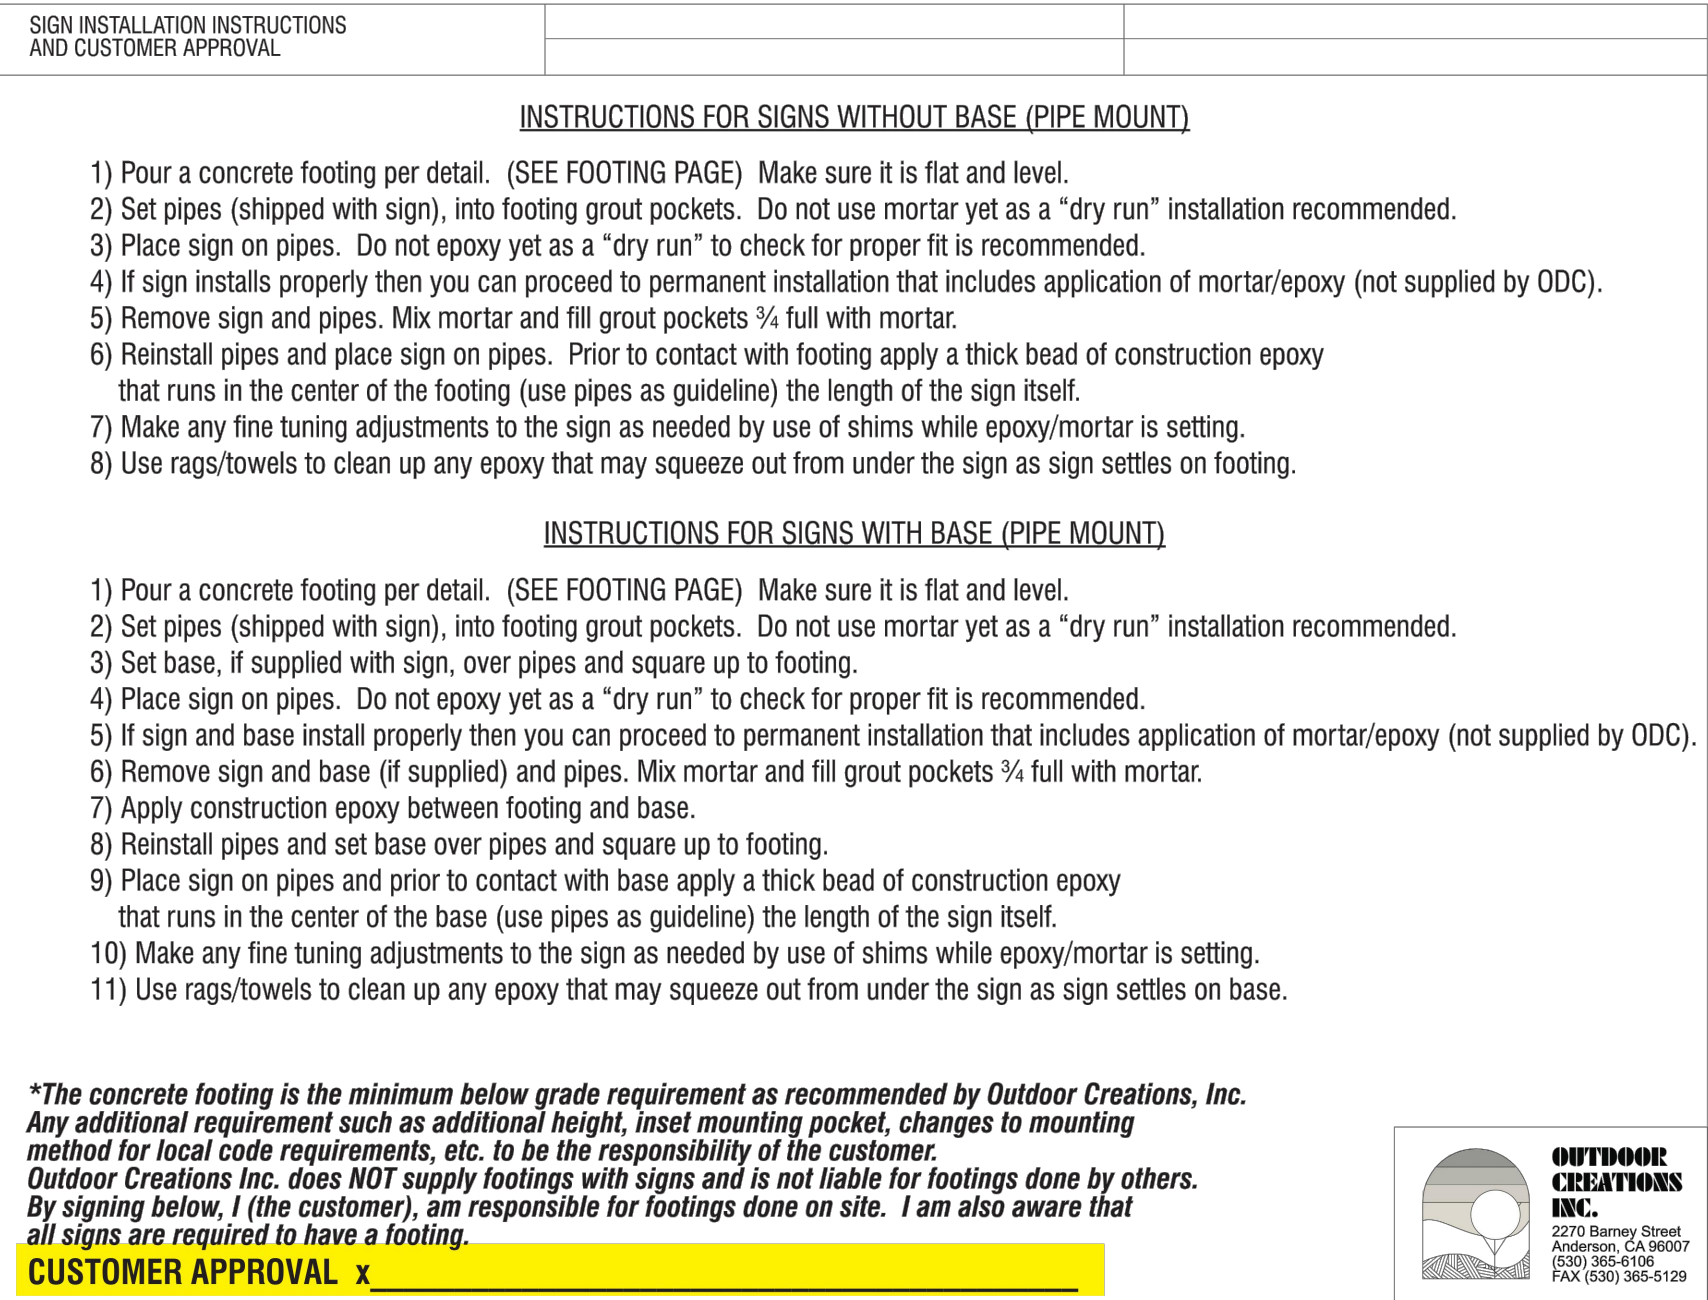 SIGN INSTALLATION INSTRUCTIONS
AND CUSTOMER APPROVAL
INSTRUCTIONS FOR SIGNS WITHOUT BASE (PIPE MOUNT)
1) Pour a concrete footing per detail.  (SEE FOOTING PAGE)  Make sure it is flat and level.
2) Set pipes (shipped with sign), into footing grout pockets.  Do not use mortar yet as a “dry run” installation recommended.
3) Place sign on pipes.  Do not epoxy yet as a “dry run” to check for proper fit is recommended.
4) If sign installs properly then you can proceed to permanent installation that includes application of mortar/epoxy (not supplied by ODC).
5) Remove sign and pipes. Mix mortar and fill grout pockets ¾ full with mortar.
6) Reinstall pipes and place sign on pipes.  Prior to contact with footing apply a thick bead of construction epoxy
that runs in the center of the footing (use pipes as guideline) the length of the sign itself.
7) Make any fine tuning adjustments to the sign as needed by use of shims while epoxy/mortar is setting.
8) Use rags/towels to clean up any epoxy that may squeeze out from under the sign as sign settles on footing.
INSTRUCTIONS FOR SIGNS WITH BASE (PIPE MOUNT)
1) Pour a concrete footing per detail.  (SEE FOOTING PAGE)  Make sure it is flat and level.
2) Set pipes (shipped with sign), into footing grout pockets.  Do not use mortar yet as a “dry run” installation recommended.
3) Set base, if supplied with sign, over pipes and square up to footing.
4) Place sign on pipes.  Do not epoxy yet as a “dry run” to check for proper fit is recommended.
5) If sign and base install properly then you can proceed to permanent installation that includes application of mortar/epoxy (not supplied by ODC).
6) Remove sign and base (if supplied) and pipes. Mix mortar and fill grout pockets ¾ full with mortar.
7) Apply construction epoxy between footing and base.
8) Reinstall pipes and set base over pipes and square up to footing.
9) Place sign on pipes and prior to contact with base apply a thick bead of construction epoxy
that runs in the center of the base (use pipes as guideline) the length of the sign itself.
10) Make any fine tuning adjustments to the sign as needed by use of shims while epoxy/mortar is setting.
11) Use rags/towels to clean up any epoxy that may squeeze out from under the sign as sign settles on base.
*The concrete footing is the minimum below grade requirement as recommended by Outdoor Creations, Inc.
Any additional requirement such as additional height, inset mounting pocket, changes to mounting
method for local code requirements, etc. to be the responsibility of the customer.
Outdoor Creations Inc. does NOT supply footings with signs and is not liable for footings done by others.
By signing below, I (the customer), am responsible for footings done on site.  I am also aware that
all signs are required to have a footing.
CUSTOMER APPROVAL  x
OUTDOOR
CREATIONS
INC.
2270 Barney Street
Anderson, CA 96007
(530) 365-6106
FAX (530) 365-5129